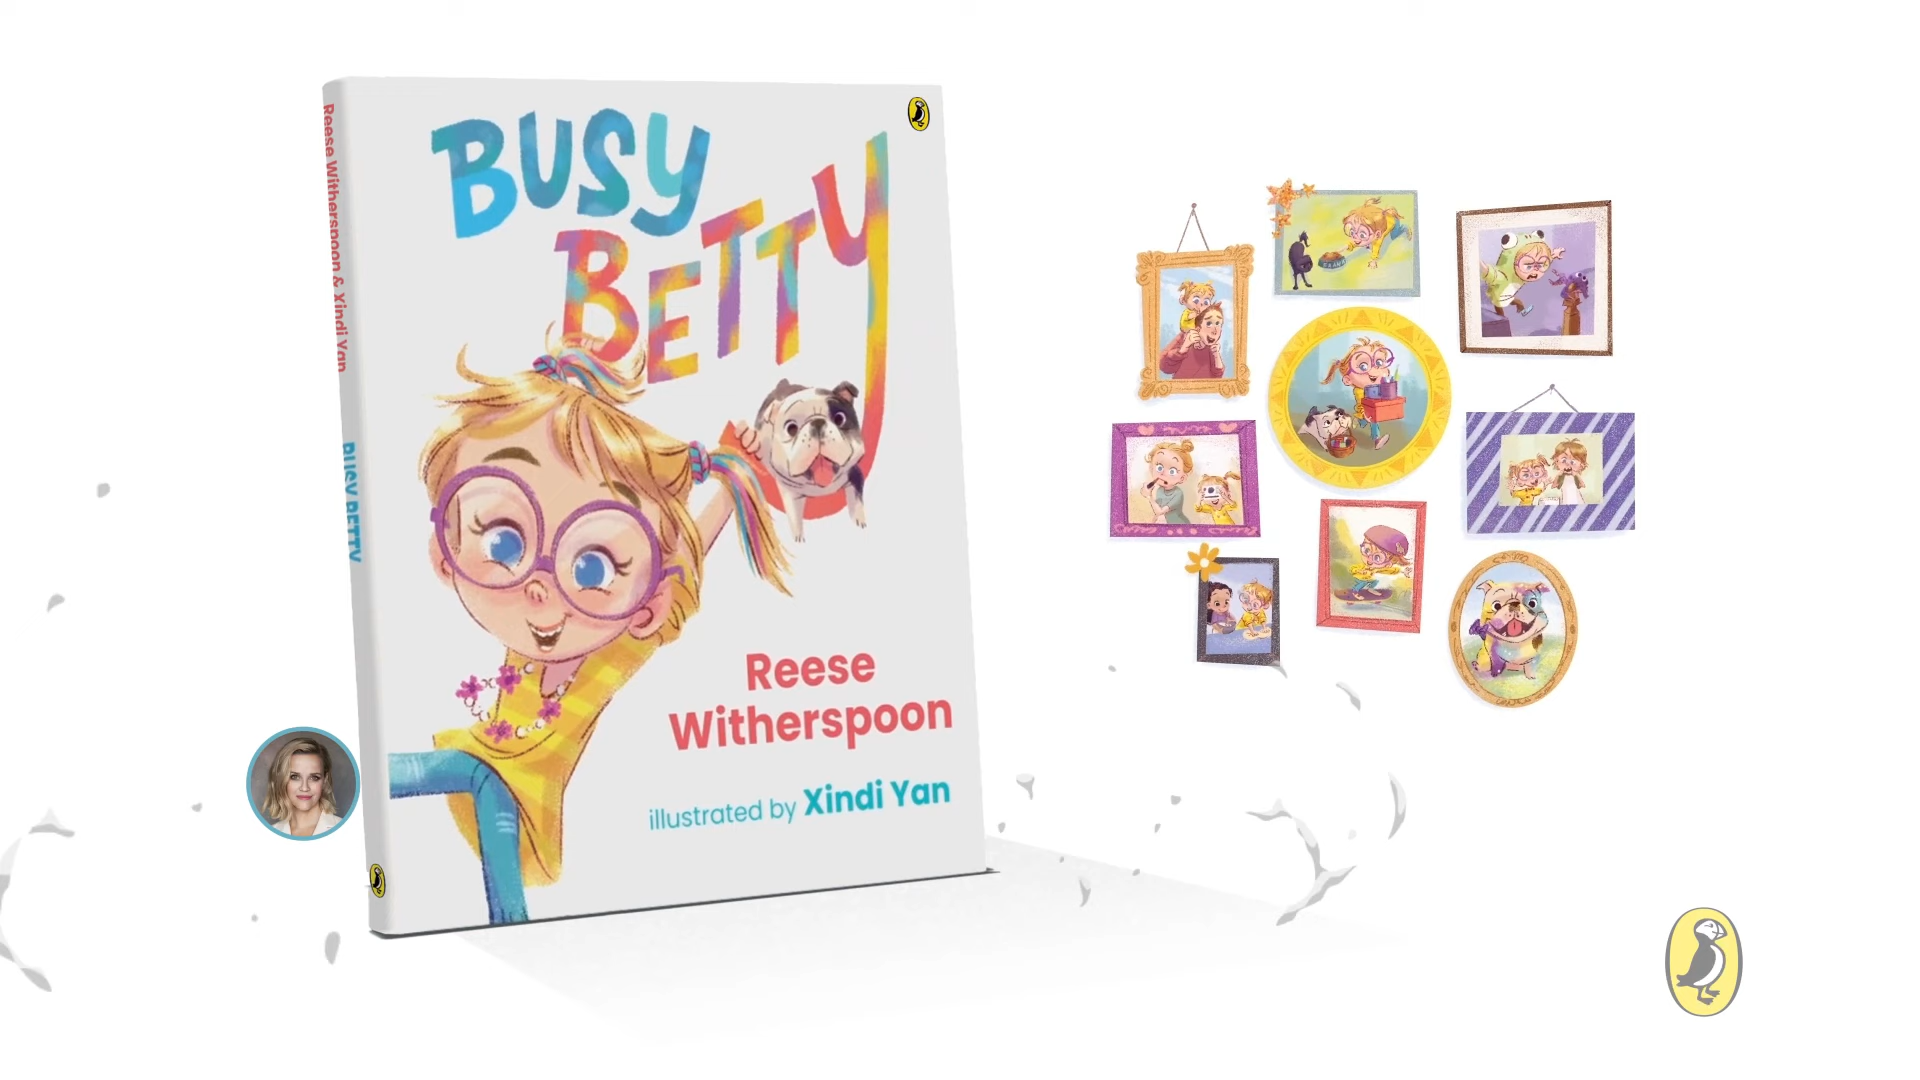 BUSY
BETTY
Reese
Witherspoon
illustrated by Xindi Yan
Reese Witherspoon & Xindi Yan
BUSY BETTY